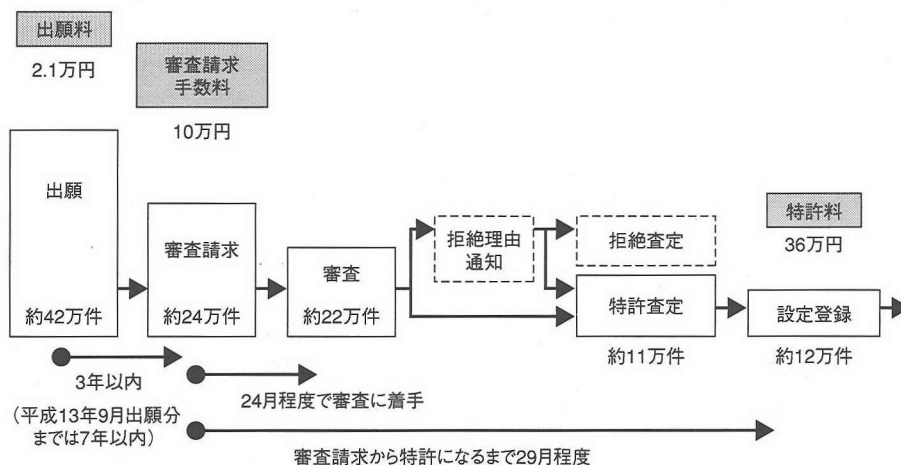 出願料
2.1万円
審査請求
手数料
10万円
出願
約42万件
審査請求
約24万件
審査
約22万件
拒絶理由
通知
拒絶査定
特許査定
約11万件
特許料
36万円
設定登録
約12万件
3年以内
(平成13年9月出願分
までは7年以内)
24月程度で審査に着手
審査請求から特許になるまで29月程度